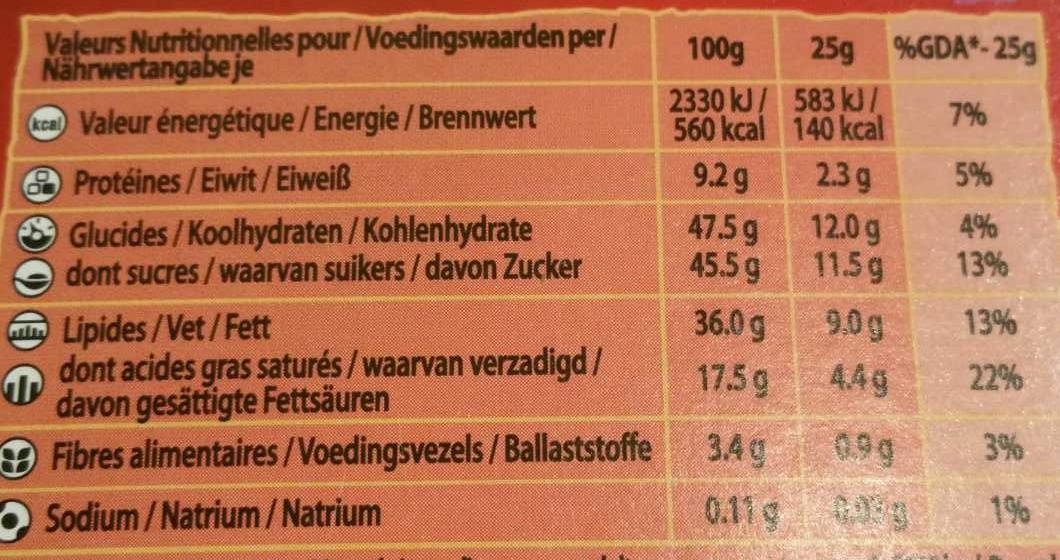 Valeurs Nutritionnelles pour / Voedingswaarden per / 100g 25g %GDA*- 25g
Nährwertangabe je
kcal Valeur énergétique / Energie / Brennwert 2330 kJ / 583 kJ / 7%
560 kcal 140 kcal
Protéines / Eiwit / Eiweiß 9.2 g 2.3 g 5%
Glucides / Koolhydraten / Kohlenhydrate 47.5 g 12.0 g 4%
dont sucres / waarvan suikers / davon Zucker 45.5 g 11.5 g 13%
Lipides / Vet / Fett 36.0 g 9.0 g 13%
dont acides gras saturés / waarvan verzadigd / 17.5 g 4.4 g 22%
davon gesättigte Fettsäuren
Fibres alimentaires / Voedingsvezels / Ballaststoffe 3.4 g 0.9 g 3%
Sodium / Natrium / Natrium 0.11 g 0.03 g 1%